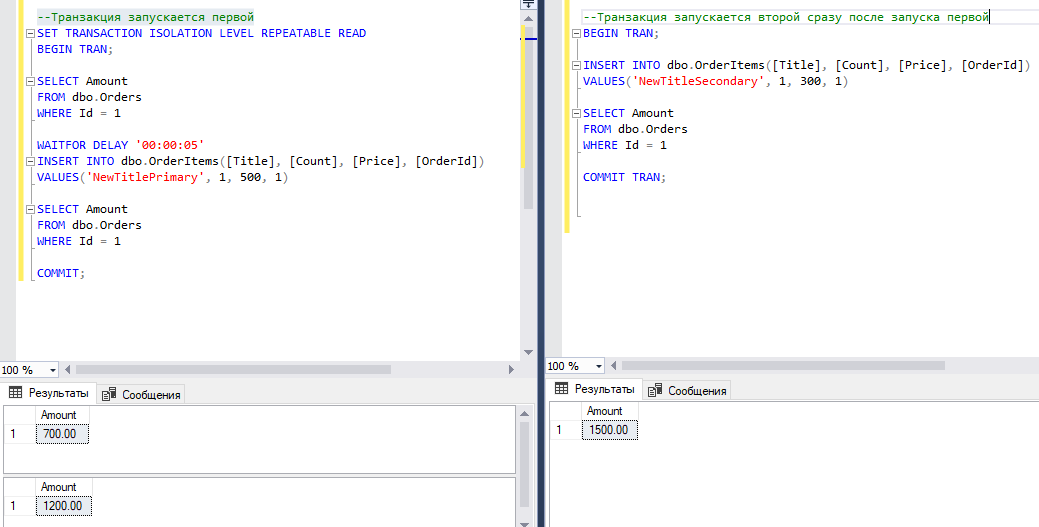 --Транзакция запускается первой
SET TRANSACTION ISOLATION LEVEL REPEATABLE READ
BEGIN TRAN;
SELECT Amount
FROM dbo.Orders
WHERE Id = 1
WAITFOR DELAY '00:00:05'
INSERT INTO dbo.OrderItems([Title], [Count], [Price], [OrderId])
VALUES('NewTitlePrimary', 1, 500, 1)
SELECT Amount
FROM dbo.Orders
WHERE Id = 1
COMMIT;
100 %
Результаты
Сообщения
Amount
1
700.00
Amount
1
1200.00
--Транзакция запускается второй сразу после запуска первой
BEGIN TRAN;
INSERT INTO dbo.OrderItems([Title], [Count], [Price], [OrderId])
VALUES('NewTitleSecondary', 1, 300, 1)
SELECT Amount
FROM dbo.Orders
WHERE Id = 1
COMMIT TRAN;
100 %
Результаты
Сообщения
Amount
1
1500.00